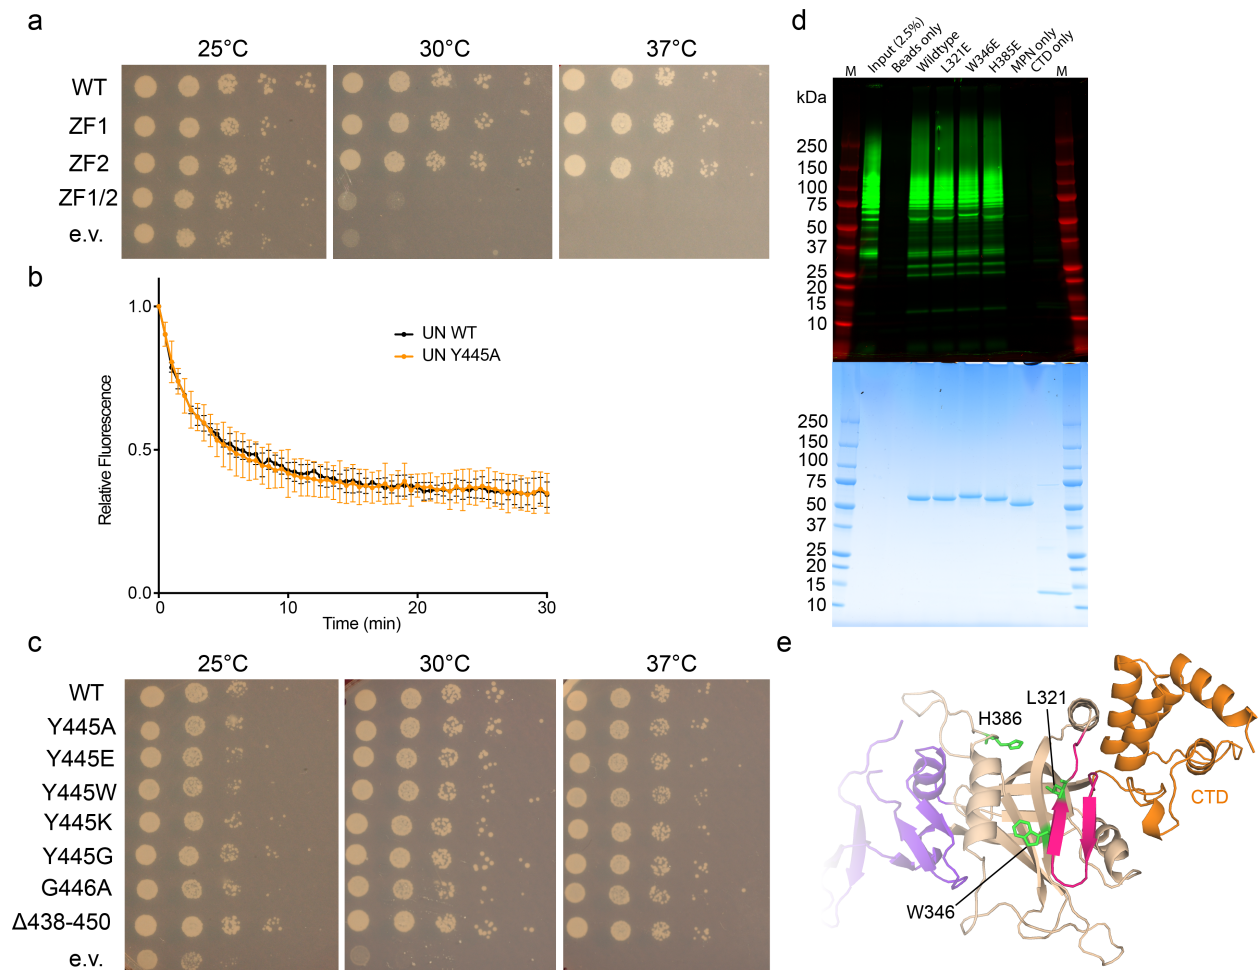 a
25°C
30°C
37°C
WT
ZF1
ZF2
ZF1/2
e.v.
b
1.0
0.5
0.0
Relative Fluorescence
UN WT
UN Y445A
0
10
20
30
Time (min)
c
25°C
30°C
37°C
WT
Y445A
Y445E
Y445W
Y445K
Y445G
G446A
Δ438-450
e.v.
d
M
Input (2.5%)
Beads only
Wildtype
L321E
W346E
H385E
MPN only
CTD only
M
kDa
250
150
100
75
50
37
25
20
15
10
250
150
100
75
50
37
25
20
15
10
e
H386
L321
CTD
W346